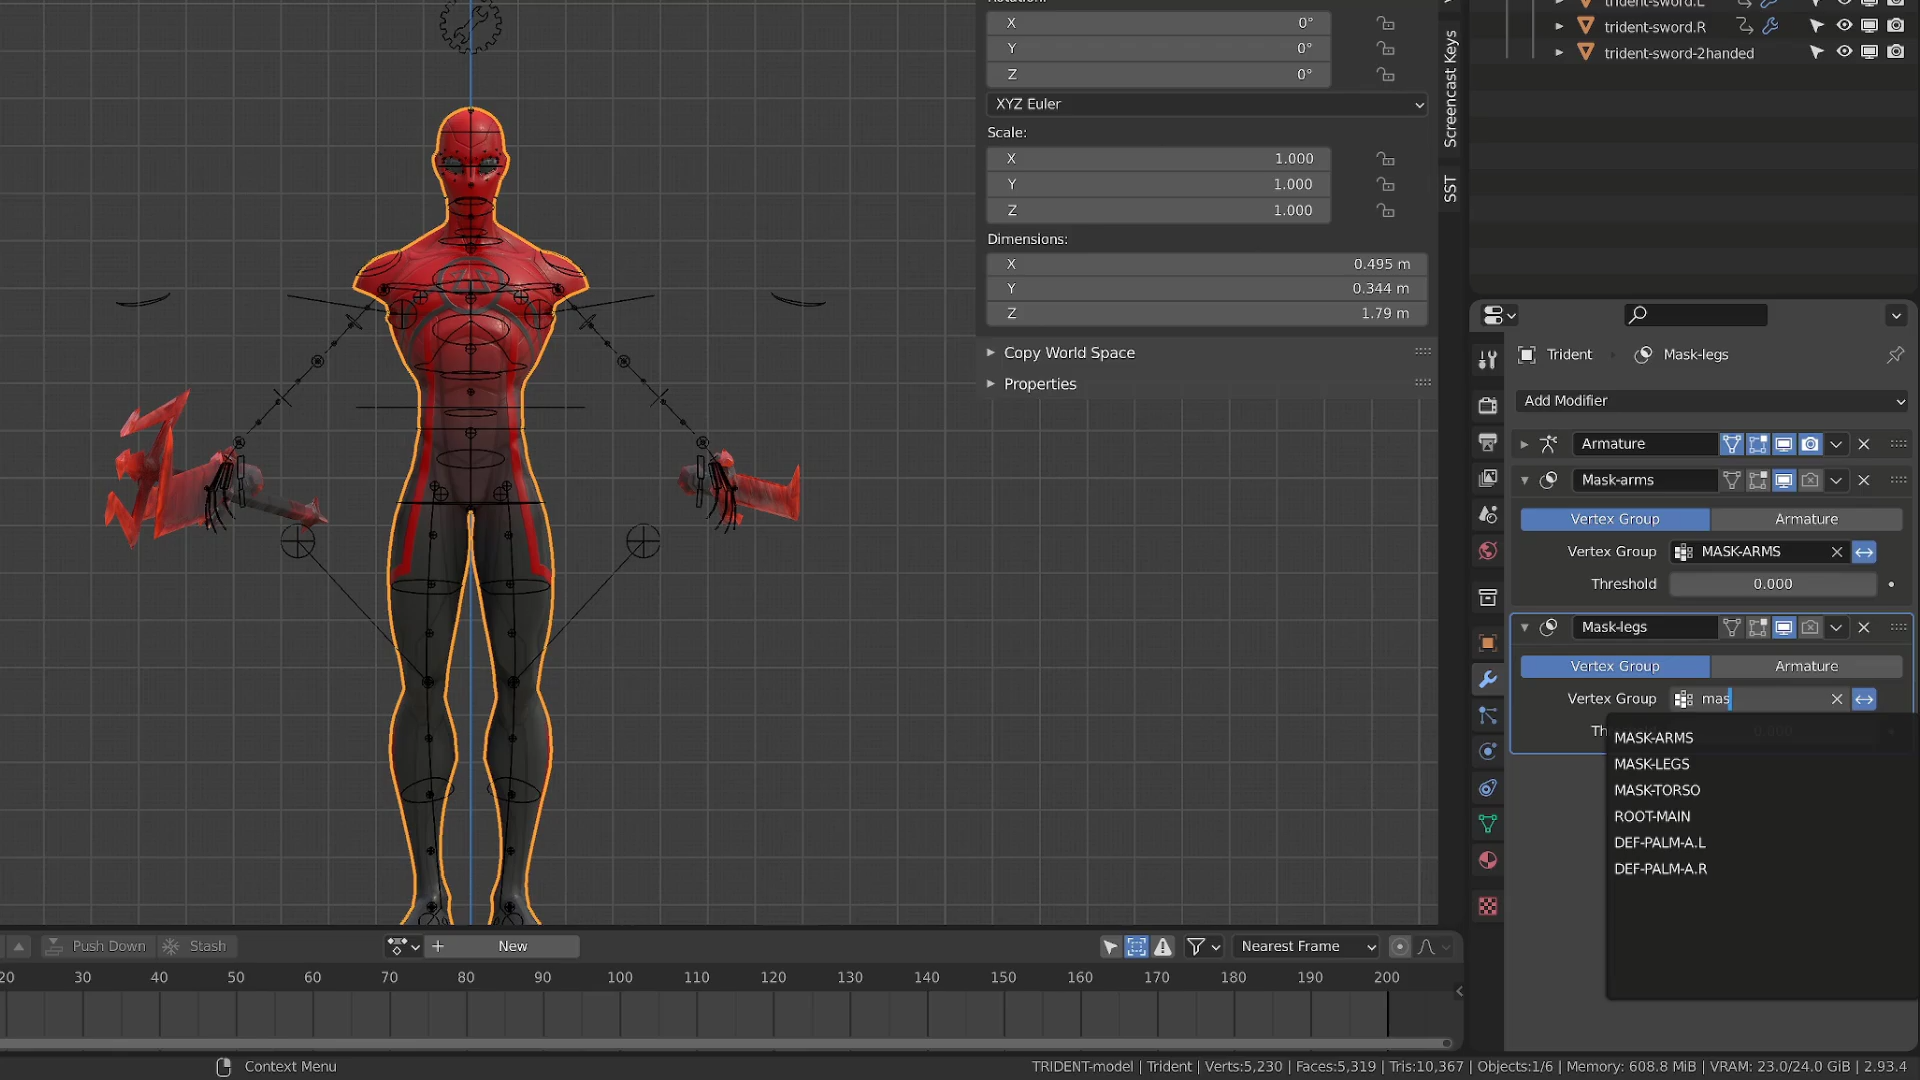 trident-sword.L
trident-sword.R
trident-sword-2handed
Rotation:
X 0°
Y 0°
Z 0°
XYZ Euler
Scale:
X 1.000
Y 1.000
Z 1.000
Dimensions:
X 0.495 m
Y 0.344 m
Z 1.79 m
Copy World Space
Properties
Screencast Keys
SST
Trident Mask-legs
Add Modifier
Armature
Mask-arms
Vertex Group Armature
Vertex Group MASK-ARMS
Threshold 0.000
Mask-legs
Vertex Group Armature
Vertex Group mas
Th
MASK-ARMS
MASK-LEGS
MASK-TORSO
ROOT-MAIN
DEF-PALM-A.L
DEF-PALM-A.R
Push Down Stash New Nearest Frame
20 30 40 50 60 70 80 90 100 110 120 130 140 150 160 170 180 190 200
Context Menu
TRIDENT-model | Trident | Verts:5,230 | Faces:5,319 | Tris:10,367 | Objects:1/6 | Memory: 608.8 MiB | VRAM: 23.0/24.0 GiB | 2.93.4